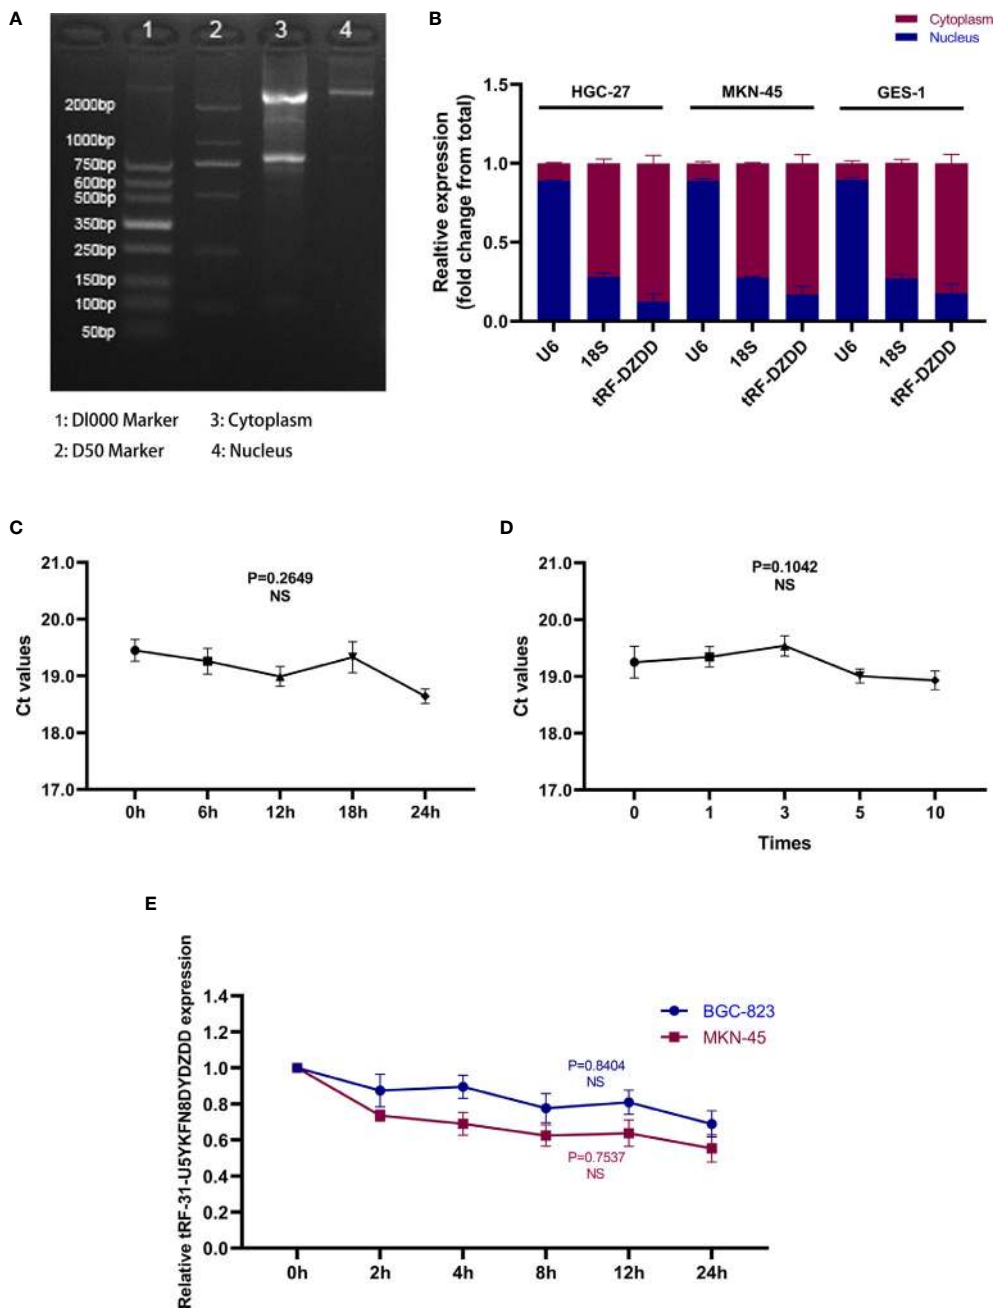 A
1 2 3 4
2000bp
1000bp
750bp
600bp
500bp
350bp
250bp
150bp
100bp
50bp
1: Dl000 Marker 3: Cytoplasm
2: D50 Marker 4: Nucleus
B
Cytoplasm
Nucleus
HGC-27 MKN-45 GES-1
1.5
1.0
0.5
0.0
Realtive expression
(fold change from total)
U6 18S tRF-DZDD U6 18S tRF-DZDD U6 18S tRF-DZDD
C
P=0.2649
NS
21.0
20.0
19.0
18.0
17.0
Ct values
0h 6h 12h 18h 24h
D
P=0.1042
NS
21.0
20.0
19.0
18.0
17.0
Ct values
0 1 3 5 10
Times
E
Relative tRF-31-U5YKFN8DYDZDD expression
1.4
1.2
1.0
0.8
0.6
0.4
0.2
0.0
BGC-823
MKN-45
P=0.8404
NS
P=0.7537
NS
0h 2h 4h 8h 12h 24h